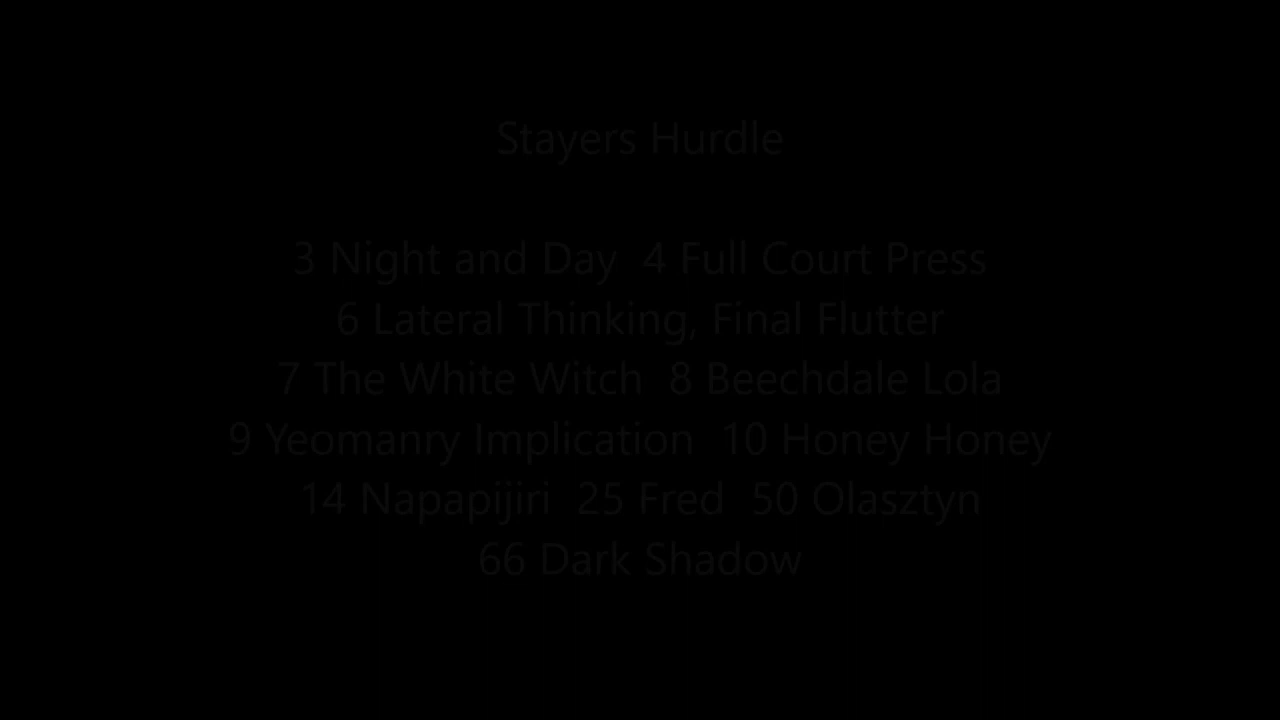 Stayers Hurdle
3 Night and Day  4 Full Court Press
6 Lateral Thinking, Final Flutter
7 The White Witch  8 Beechdale Lola
9 Yeomanry Implication  10 Honey Honey
14 Napapijiri  25 Fred  50 Olasztyn
66 Dark Shadow